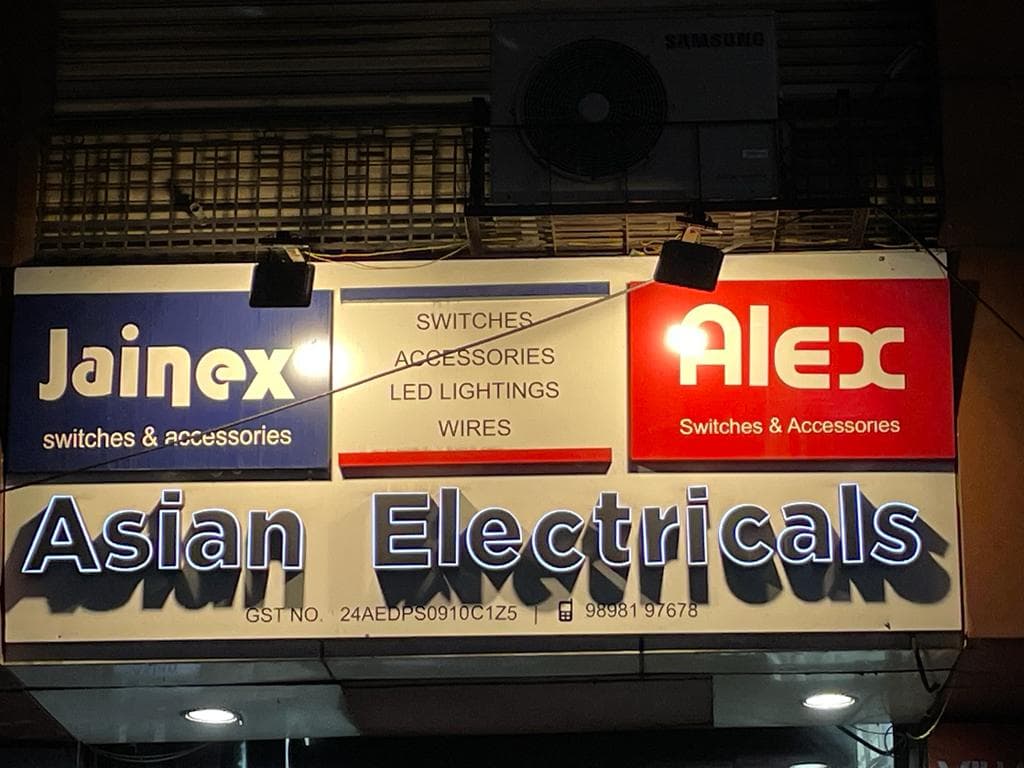 SAMSUNG
Jainex
switches & accessories
SWITCHES
ACCESSORIES
LED LIGHTINGS
WIRES
Alex
Switches & Accessories
Asian Electricals
GST NO. 24AEDPS0910C1Z5 | 98981 97678